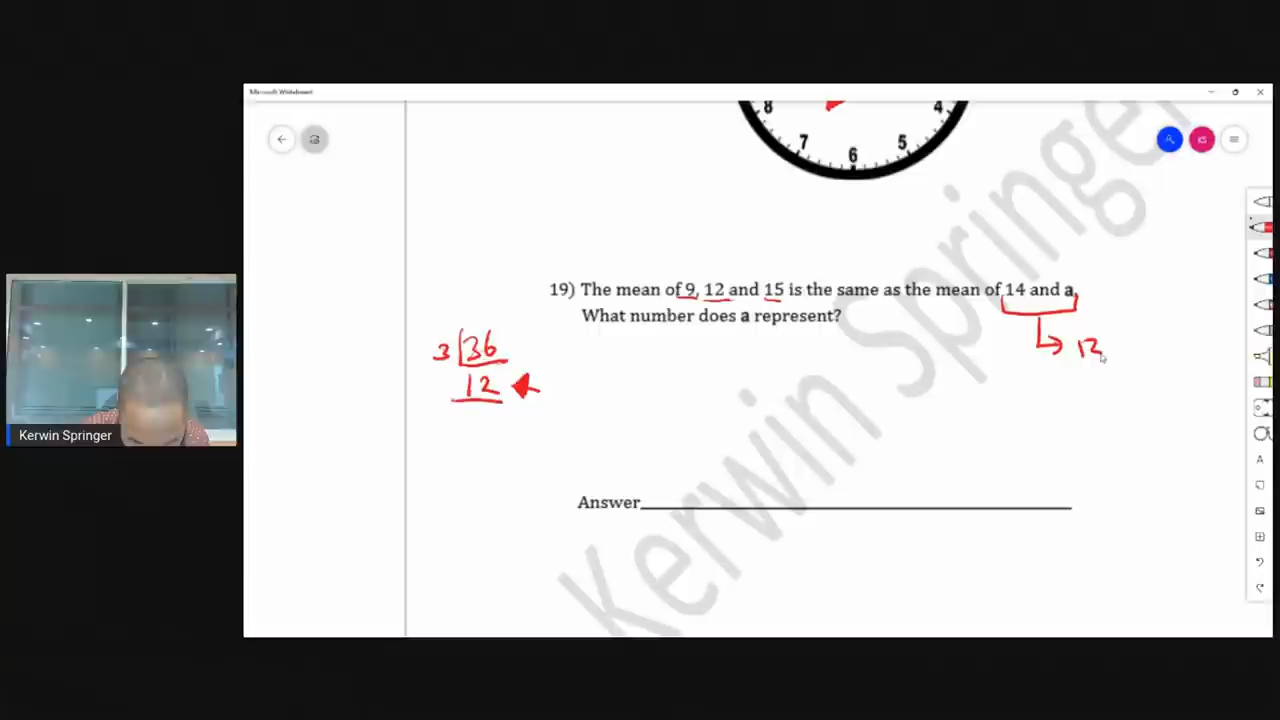 Microsoft Whiteboard
8
4
7
5
6
19) The mean of 9, 12 and 15 is the same as the mean of 14 and a.
What number does a represent?
3 36
12
12
Answer
Kerwin Springer
Kerwin Springer
A